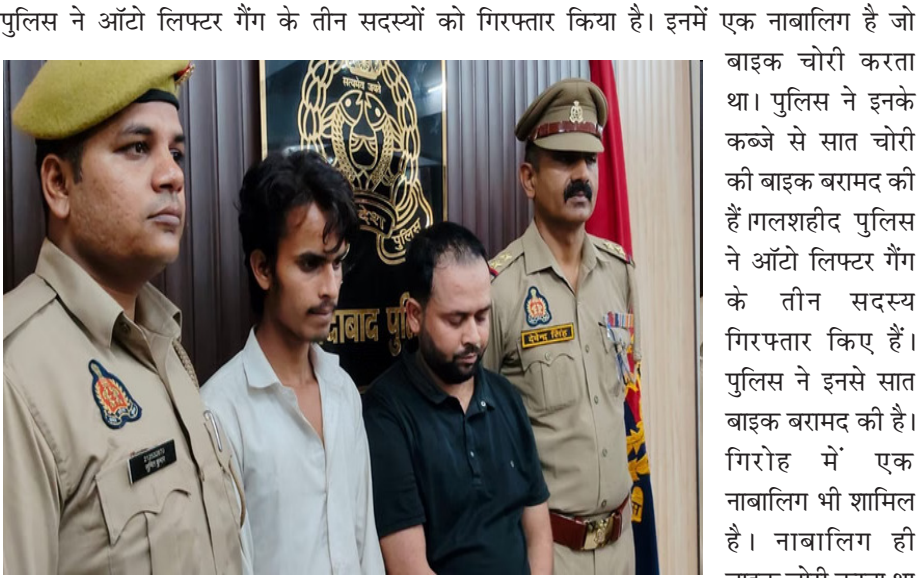 पुलिस ने ऑटो लिफ्टर गैंग के तीन सदस्यों को गिरफ्तार किया है। इनमें एक नाबालिग है जो
बाइक चोरी करता
था। पुलिस ने इनके
कब्जे से सात चोरी
की बाइक बरामद की
हैं।गलशहीद पुलिस
ने ऑटो लिफ्टर गैंग
के तीन सदस्य
गिरफ्तार किए हैं।
पुलिस ने इनसे सात
बाइक बरामद की है।
गिरोह में एक
नाबालिग भी शामिल
है। नाबालिग ही
सत्यमेव जयते
पुलिस
देवेन्द्र सिंह